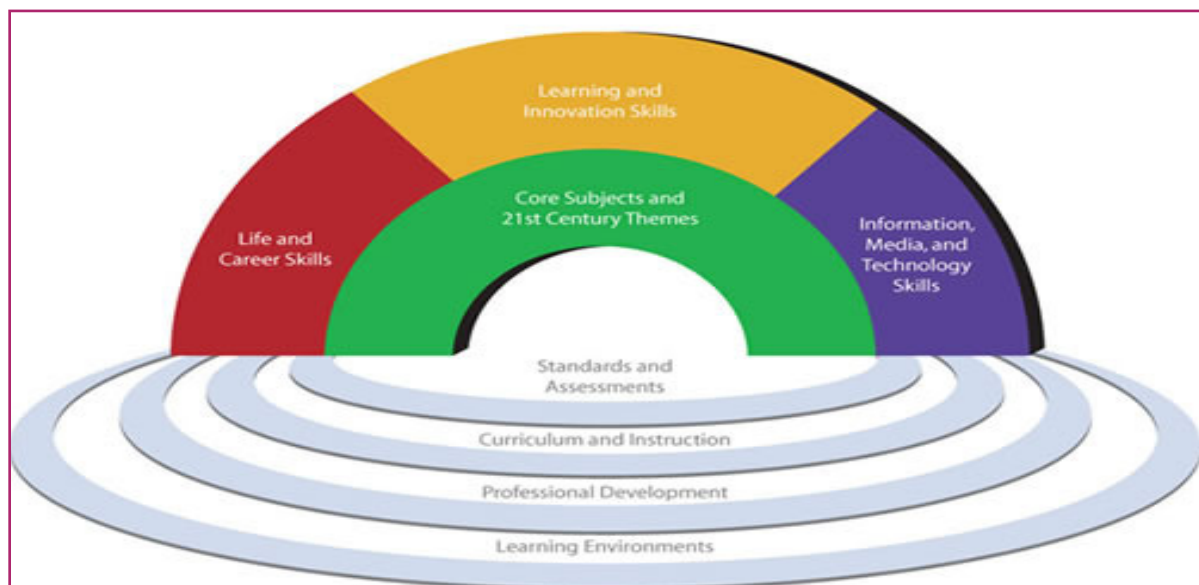 Learning and
Innovation Skills
Core Subjects and
21st Century Themes
Life and
Career Skills
Information,
Media, and
Technology
Skills
Standards and
Assessments
Curriculum and Instruction
Professional Development
Learning Environments